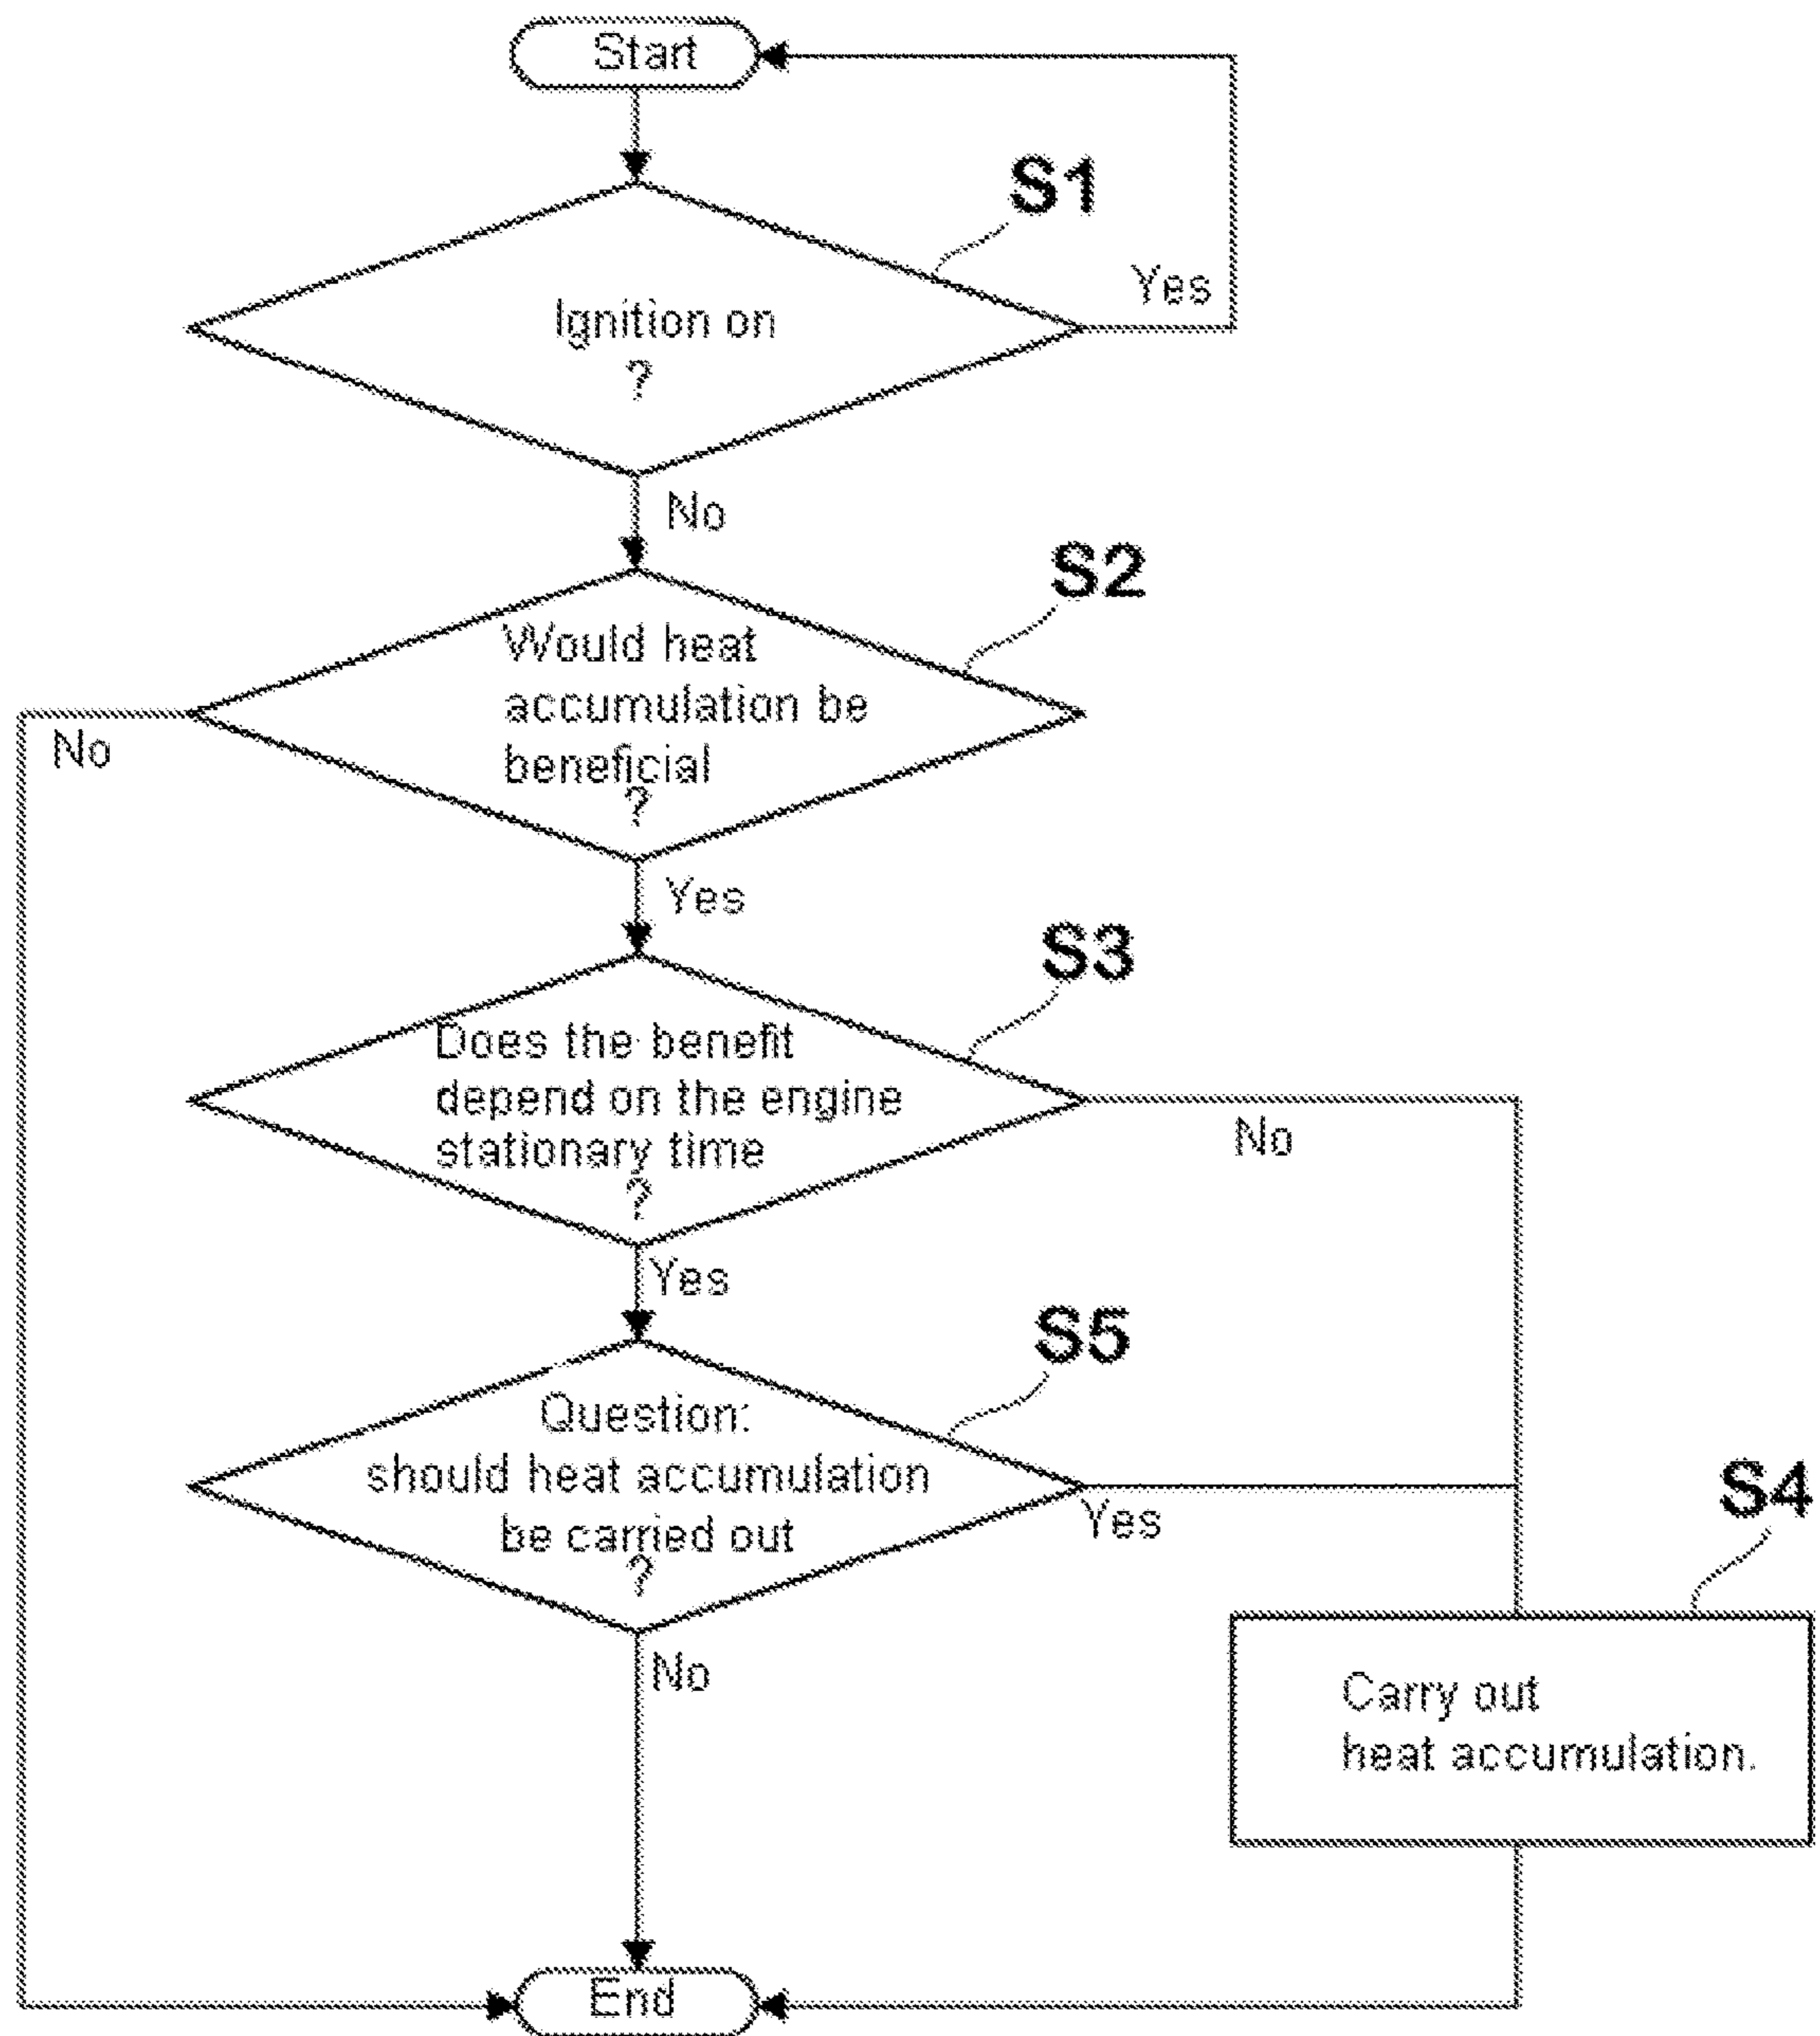 Start
S1
Yes
Ignition on
?
No
S2
Would heat
accumulation be
beneficial
?
No
Yes
S3
Does the benefit
depend on the engine
stationary time
?
No
Yes
S5
Question:
should heat accumulation
be carried out
?
Yes
S4
No
Carry out
heat accumulation.
End